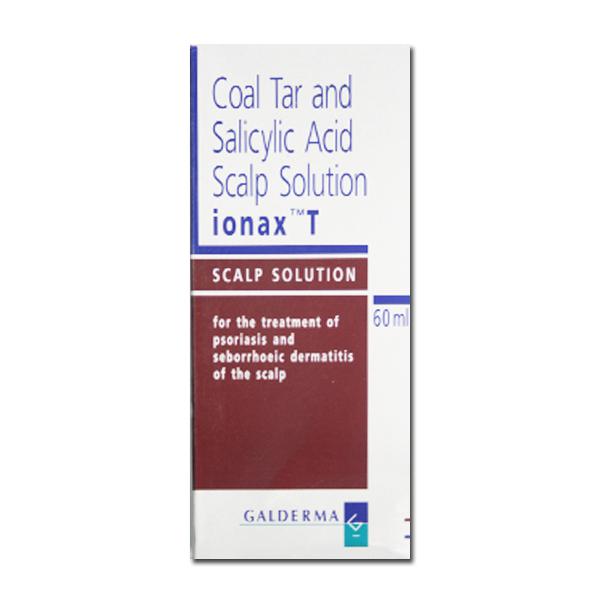 Coal Tar and
Salicylic Acid
Scalp Solution
ionax™T
SCALP SOLUTION
for the treatment of
psoriasis and
seborrhoeic dermatitis
of the scalp
60 ml
GALDERMA